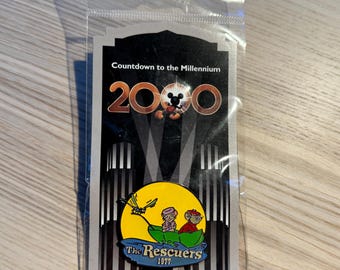 Countdown to the Millennium
2000
The Rescuers
1977